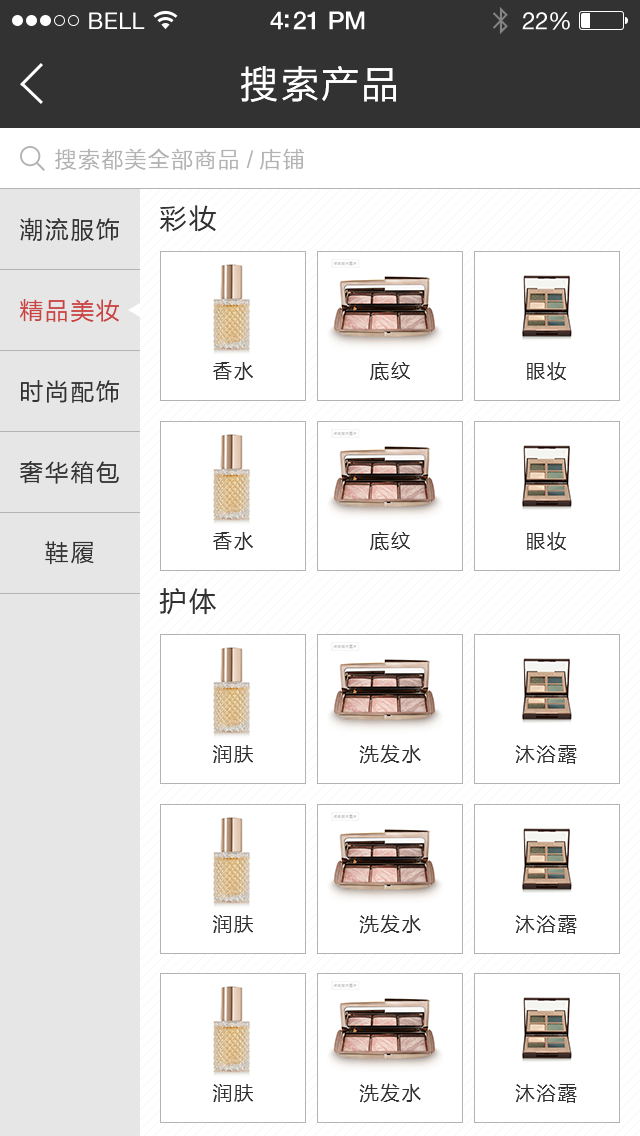 BELL 4:21 PM 22%
搜索产品
搜索都美全部商品 / 店铺
潮流服饰
精品美妆
时尚配饰
奢华箱包
鞋履
彩妆
香水 底纹 眼妆
香水 底纹 眼妆
护体
润肤 洗发水 沐浴露
润肤 洗发水 沐浴露
润肤 洗发水 沐浴露